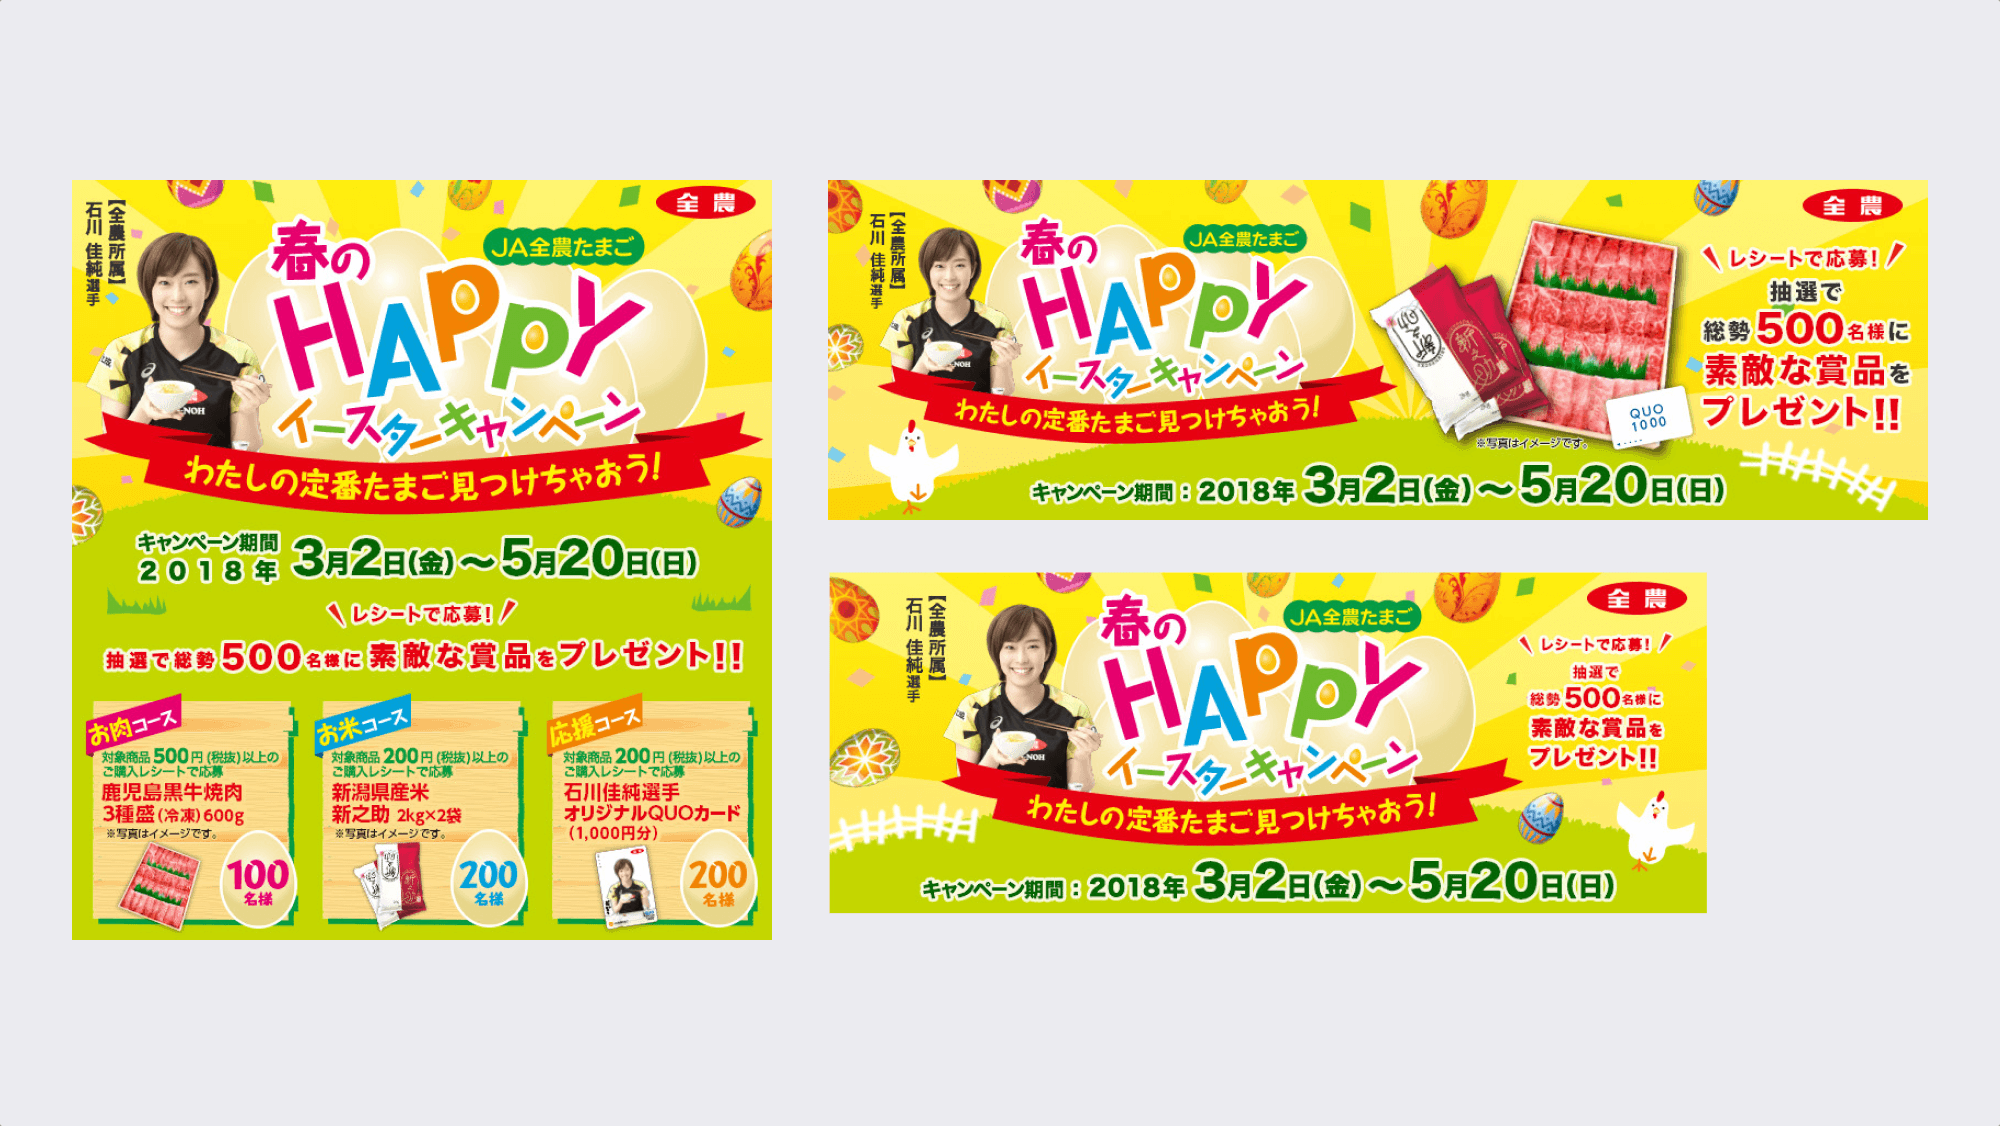 【全農所属】
石川 佳純選手
全農
JA全農たまご
春の
HAPPY
イースターキャンペーン
わたしの定番たまご見つけちゃおう!
キャンペーン期間
2018年
3月2日(金)～5月20日(日)
レシートで応募!
抽選で総勢500名様に素敵な賞品をプレゼント!!
お肉コース
対象商品500円(税抜)以上の
ご購入レシートで応募
鹿児島黒牛焼肉
3種盛(冷凍)600g
※写真はイメージです。
100
名様
お米コース
対象商品200円(税抜)以上の
ご購入レシートで応募
新潟県産米
新之助 2kg×2袋
※写真はイメージです。
200
名様
応援コース
対象商品200円(税抜)以上の
ご購入レシートで応募
石川佳純選手
オリジナルQUOカード
(1,000円分)
200
名様
【全農所属】
石川 佳純選手
全農
JA全農たまご
春の
HAPPY
イースターキャンペーン
わたしの定番たまご見つけちゃおう!
新之助
QUO
1000
※写真はイメージです。
レシートで応募!
抽選で
総勢500名様に
素敵な賞品を
プレゼント!!
キャンペーン期間：2018年3月2日(金)～5月20日(日)
【全農所属】
石川 佳純選手
全農
JA全農たまご
春の
HAPPY
イースターキャンペーン
わたしの定番たまご見つけちゃおう!
レシートで応募!
抽選で
総勢500名様に
素敵な賞品を
プレゼント!!
キャンペーン期間：2018年3月2日(金)～5月20日(日)